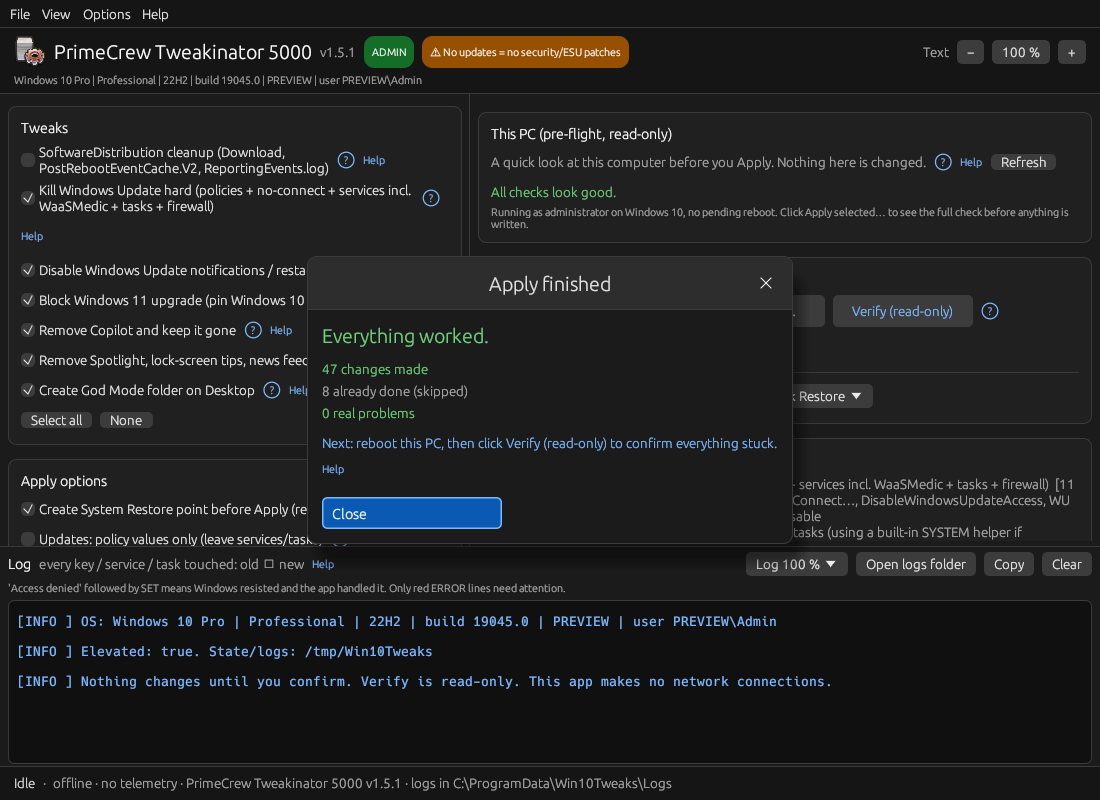 File View Options Help
PrimeCrew Tweakinator 5000 v1.5.1 ADMIN ⚠ No updates = no security/ESU patches Text − 100 % +
Windows 10 Pro | Professional | 22H2 | build 19045.0 | PREVIEW | user PREVIEW\Admin
Tweaks
SoftwareDistribution cleanup (Download,
PostRebootEventCache.V2, ReportingEvents.log) ? Help
Kill Windows Update hard (policies + no-connect + services incl.
WaaSMedic + tasks + firewall) ?
Help
Disable Windows Update notifications / resta
Block Windows 11 upgrade (pin Windows 10
Remove Copilot and keep it gone ? Help
Remove Spotlight, lock-screen tips, news feed
Create God Mode folder on Desktop ? Help
Select all None
Apply options
Create System Restore point before Apply (re
Updates: policy values only (leave services/tasks)
This PC (pre-flight, read-only)
A quick look at this computer before you Apply. Nothing here is changed. ? Help Refresh
All checks look good.
Running as administrator on Windows 10, no pending reboot. Click Apply selected... to see the full check before anything is
written.
Verify (read-only) ?
Restore ▼
services incl. WaaSMedic + tasks + firewall) [11
Connect…, DisableWindowsUpdateAccess, WU
sable
tasks (using a built-in SYSTEM helper if
Apply finished
Everything worked.
47 changes made
8 already done (skipped)
0 real problems
Next: reboot this PC, then click Verify (read-only) to confirm everything stuck.
Help
Close
Log every key / service / task touched: old □ new Help Log 100 % ▼ Open logs folder Copy Clear
'Access denied' followed by SET means Windows resisted and the app handled it. Only red ERROR lines need attention.
[INFO ] OS: Windows 10 Pro | Professional | 22H2 | build 19045.0 | PREVIEW | user PREVIEW\Admin
[INFO ] Elevated: true. State/logs: /tmp/Win10Tweaks
[INFO ] Nothing changes until you confirm. Verify is read-only. This app makes no network connections.
Idle · offline · no telemetry · PrimeCrew Tweakinator 5000 v1.5.1 · logs in C:\ProgramData\Win10Tweaks\Logs